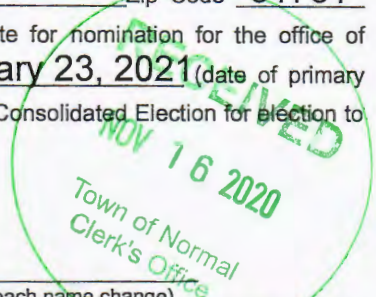 Zip Code
te for nomination for the office of
ary 23, 2021 (date of primary
Consolidated Election for election to
RECEIVED
NOV 16 2020
Town of Normal
Clerk's Office
each name change)